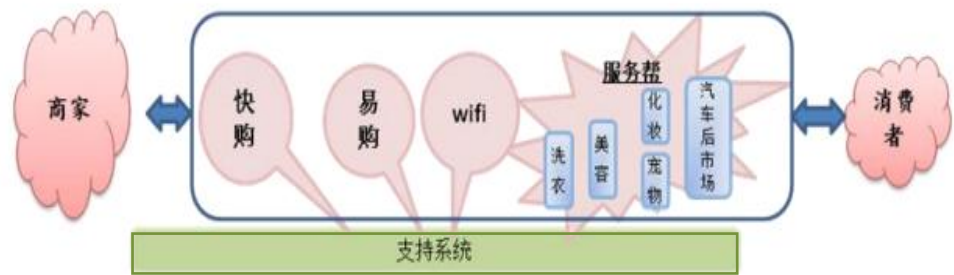 商家
快购
易购
wifi
服务帮
洗衣
美容
化妆
宠物
汽车后市场
消费者
支持系统